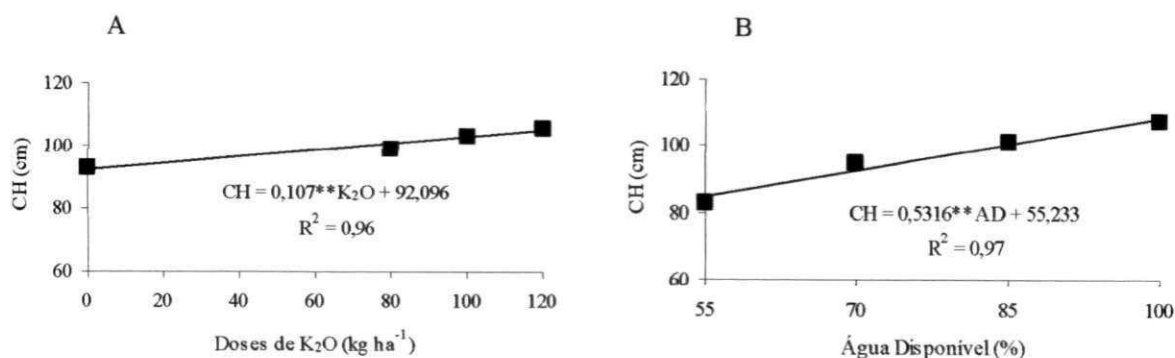 A
120
100
80
60
CH (cm)
CH = 0,107**K₂O + 92,096
R² = 0,96
0 20 40 60 80 100 120
Doses de K₂O (kg ha⁻¹)
B
120
100
80
60
CH (cm)
CH = 0,5316** AD + 55,233
R² = 0,97
55 70 85 100
Água Disponível (%)